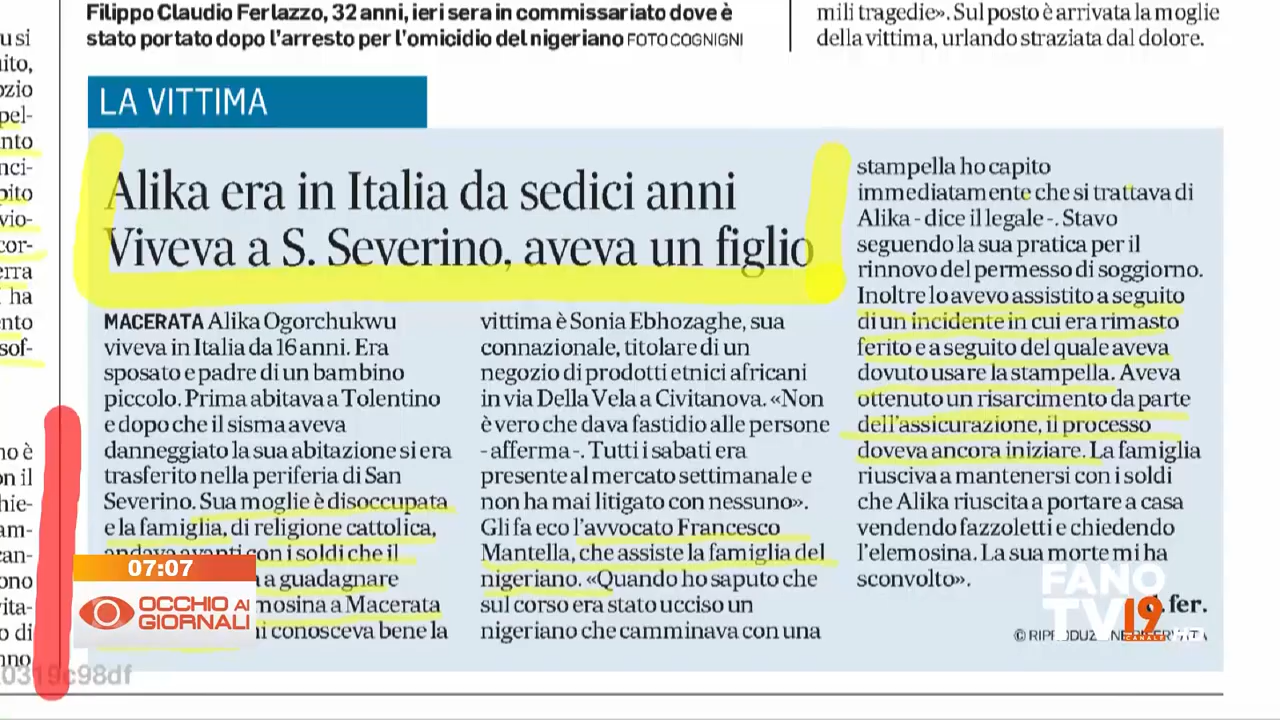 Filippo Claudio Ferlazzo, 32 anni, ieri sera in commissariato dove è
stato portato dopo l'arresto per l'omicidio del nigeriano FOTO COGNIGNI
mili tragedie». Sul posto è arrivata la moglie
della vittima, urlando straziata dal dolore.
LA VITTIMA
Alika era in Italia da sedici anni
Viveva a S. Severino, aveva un figlio
MACERATA Alika Ogorchukwu
viveva in Italia da 16 anni. Era
sposato e padre di un bambino
piccolo. Prima abitava a Tolentino
e dopo che il sisma aveva
danneggiato la sua abitazione si era
trasferito nella periferia di San
Severino. Sua moglie è disoccupata
e la famiglia, di religione cattolica,
andava avanti con i soldi che il
a guadagnare
mosina a Macerata
i conosceva bene la
vittima è Sonia Ebhozaghe, sua
connazionale, titolare di un
negozio di prodotti etnici africani
in via Della Vela a Civitanova. «Non
è vero che dava fastidio alle persone
- afferma -. Tutti i sabati era
presente al mercato settimanale e
non ha mai litigato con nessuno».
Gli fa eco l'avvocato Francesco
Mantella, che assiste la famiglia del
nigeriano. «Quando ho saputo che
sul corso era stato ucciso un
nigeriano che camminava con una
stampella ho capito
immediatamente che si trattava di
Alika - dice il legale -. Stavo
seguendo la sua pratica per il
rinnovo del permesso di soggiorno.
Inoltre lo avevo assistito a seguito
di un incidente in cui era rimasto
ferito e a seguito del quale aveva
dovuto usare la stampella. Aveva
ottenuto un risarcimento da parte
dell'assicurazione, il processo
doveva ancora iniziare. La famiglia
riusciva a mantenersi con i soldi
che Alika riuscita a portare a casa
vendendo fazzoletti e chiedendo
l'elemosina. La sua morte mi ha
sconvolto».
fer.
© RIPRODUZIONE RISERVATA
07:07
OCCHIO AI
GIORNALI
FANO
TV 19
CANALE